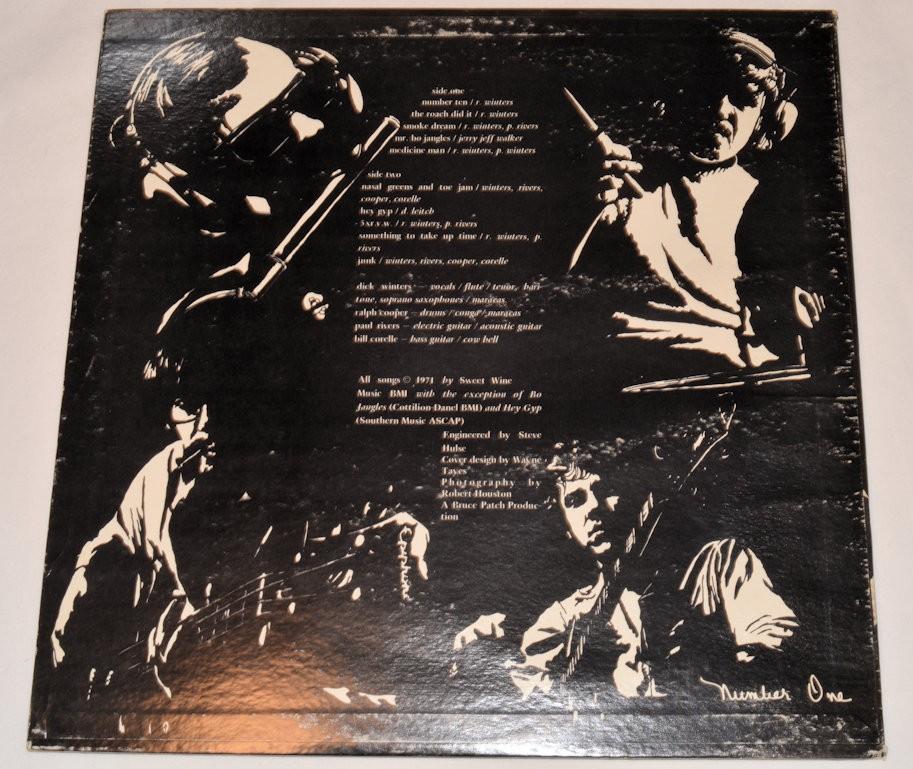 side one
number ten / r. winters
the roach did it / r. winters
smoke dream / r. winters, p. rivers
mr. bo jangles / jerry jeff walker
medicine man / r. winters, p. winters
side two
nasal greens and toe jam / winters, rivers,
cooper, corelle
hey gyp / d. leitch
/ r. winters, p. rivers
something to take up time / r. winters, p.
rivers
junk / winters, rivers, cooper, corelle
dick winters — vocals / flute / tenor, bari-
tone, soprano saxophones / maracas
ralph cooper — drums / conga / maracas
paul rivers — electric guitar / acoustic guitar
bill corelle — bass guitar / cow bell
All songs © 1971 by Sweet Wine
Music BMI with the exception of Bo
Jangles (Cottilion-Danel BMI) and Hey Gyp
(Southern Music ASCAP)
Engineered by Steve
Hulse
Cover design by Wayne
Tayes
Photography by
Robert Houston
A Bruce Patch Produc-
tion
Epiphone
Number One